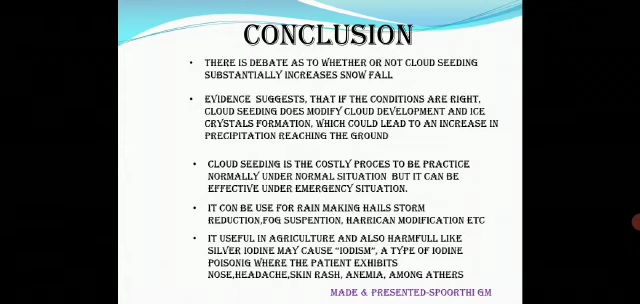 CONCLUSION
• THERE IS DEBATE AS TO WHETHER OR NOT CLOUD SEEDING
SUBSTANTIALLY INCREASES SNOW FALL
• EVIDENCE SUGGESTS, THAT IF THE CONDITIONS ARE RIGHT,
CLOUD SEEDING DOES MODIFY CLOUD DEVELOPMENT AND ICE
CRYSTALS FORMATION, WHICH COULD LEAD TO AN INCREASE IN
PRECIPITATION REACHING THE GROUND
• CLOUD SEEDING IS THE COSTLY PROCES TO BE PRACTICE
NORMALLY UNDER NORMAL SITUATION BUT IT CAN BE
EFFECTIVE UNDER EMERGENCY SITUATION.
• IT CON BE USE FOR RAIN MAKING HAILS STORM
REDUCTION,FOG SUSPENTION, HARRICAN MODIFICATION ETC
• IT USEFUL IN AGRICULTURE AND ALSO HARMFULL LIKE
SILVER IODINE MAY CAUSE "IODISM", A TYPE OF IODINE
POISONIG WHERE THE PATIENT EXHIBITS
NOSE,HEADACHE,SKIN RASH, ANEMIA, AMONG ATHERS
MADE & PRESENTED-SPOORTHI GM